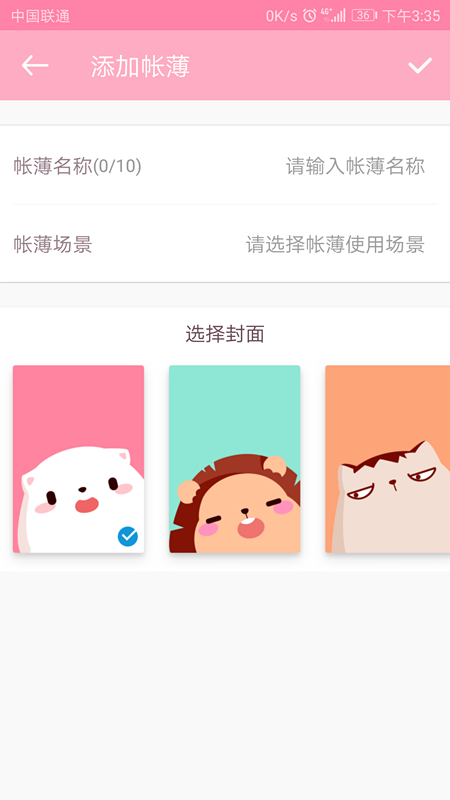 中国联通 0K/s 4G 36 下午3:35
添加帐薄
帐薄名称(0/10) 请输入帐薄名称
帐薄场景 请选择帐薄使用场景
选择封面